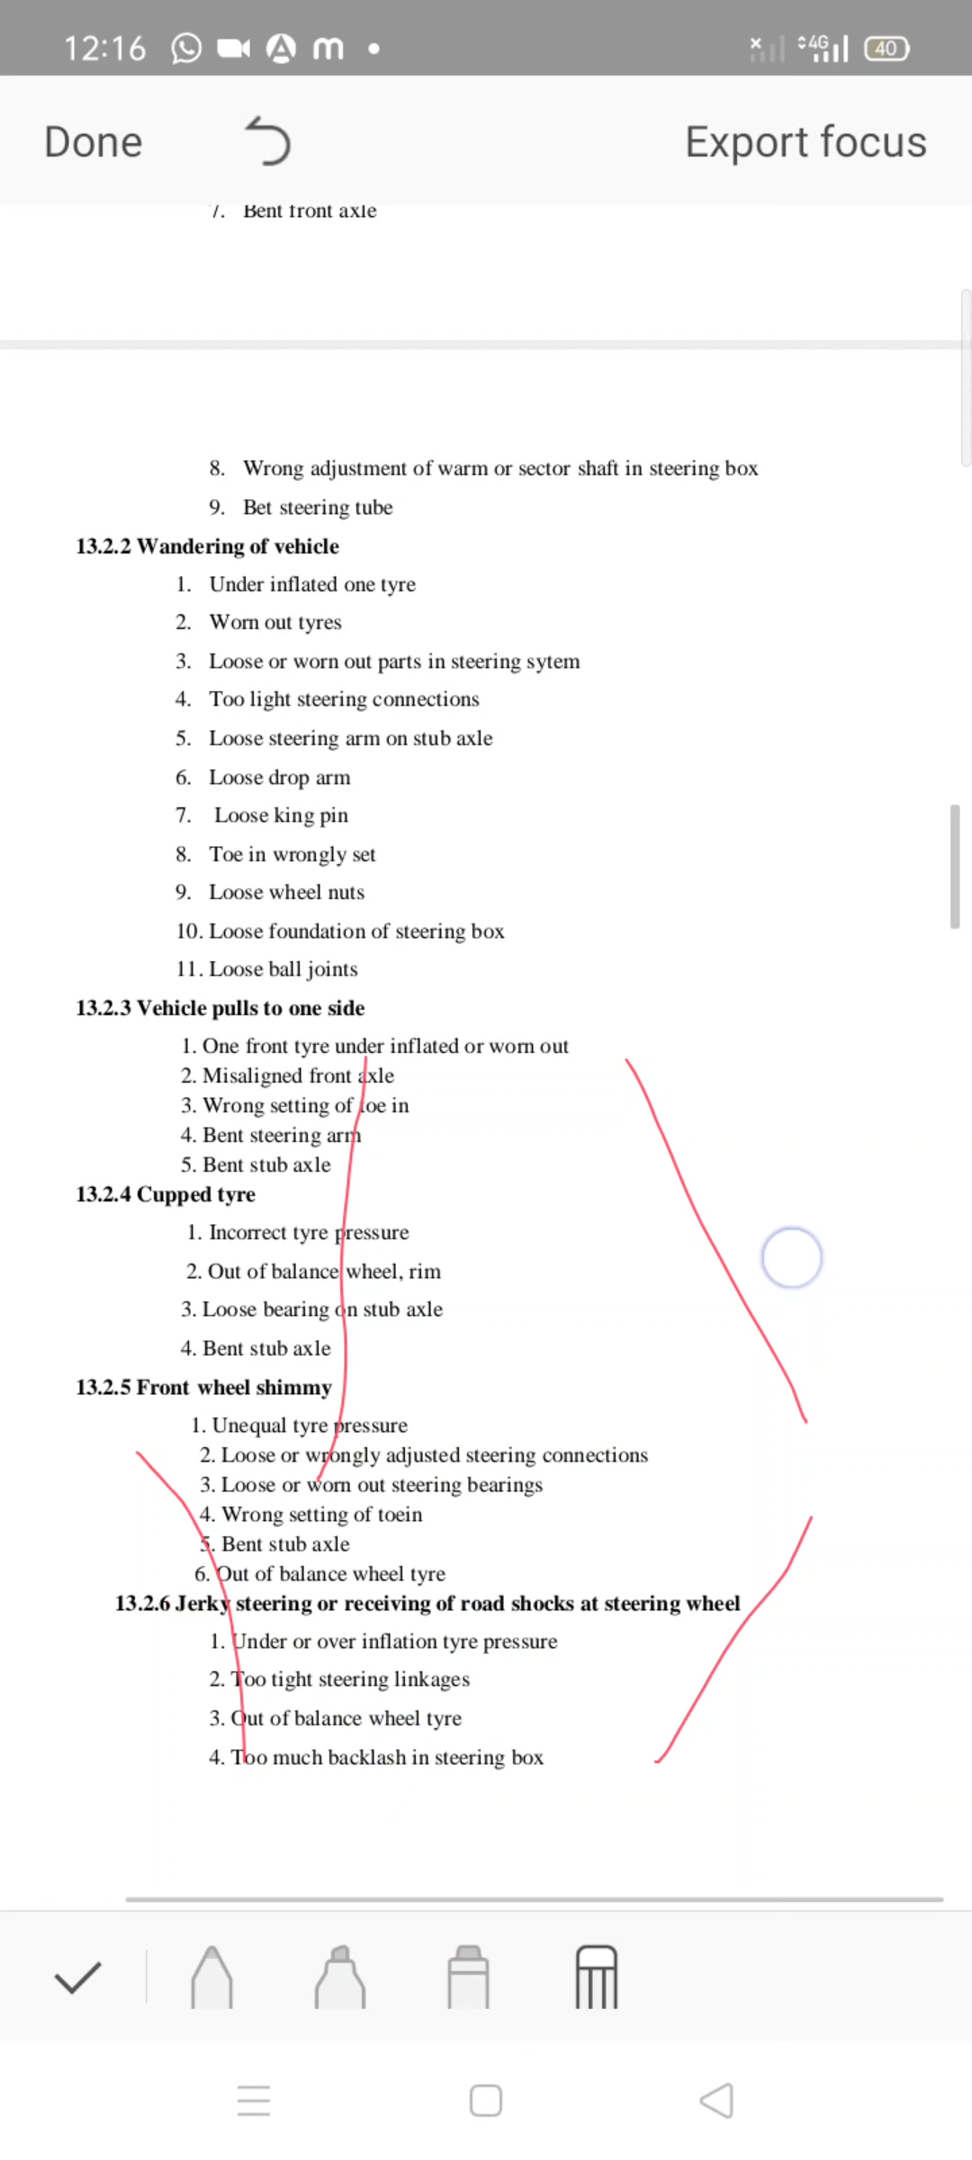 12:16 m 4G 40
Done Export focus
7. Bent front axle
8. Wrong adjustment of warm or sector shaft in steering box
9. Bet steering tube
13.2.2 Wandering of vehicle
1. Under inflated one tyre
2. Worn out tyres
3. Loose or worn out parts in steering sytem
4. Too light steering connections
5. Loose steering arm on stub axle
6. Loose drop arm
7. Loose king pin
8. Toe in wrongly set
9. Loose wheel nuts
10. Loose foundation of steering box
11. Loose ball joints
13.2.3 Vehicle pulls to one side
1. One front tyre under inflated or worn out
2. Misaligned front axle
3. Wrong setting of toe in
4. Bent steering arm
5. Bent stub axle
13.2.4 Cupped tyre
1. Incorrect tyre pressure
2. Out of balance wheel, rim
3. Loose bearing on stub axle
4. Bent stub axle
13.2.5 Front wheel shimmy
1. Unequal tyre pressure
2. Loose or wrongly adjusted steering connections
3. Loose or worn out steering bearings
4. Wrong setting of toein
5. Bent stub axle
6. Out of balance wheel tyre
13.2.6 Jerky steering or receiving of road shocks at steering wheel
1. Under or over inflation tyre pressure
2. Too tight steering linkages
3. Out of balance wheel tyre
4. Too much backlash in steering box